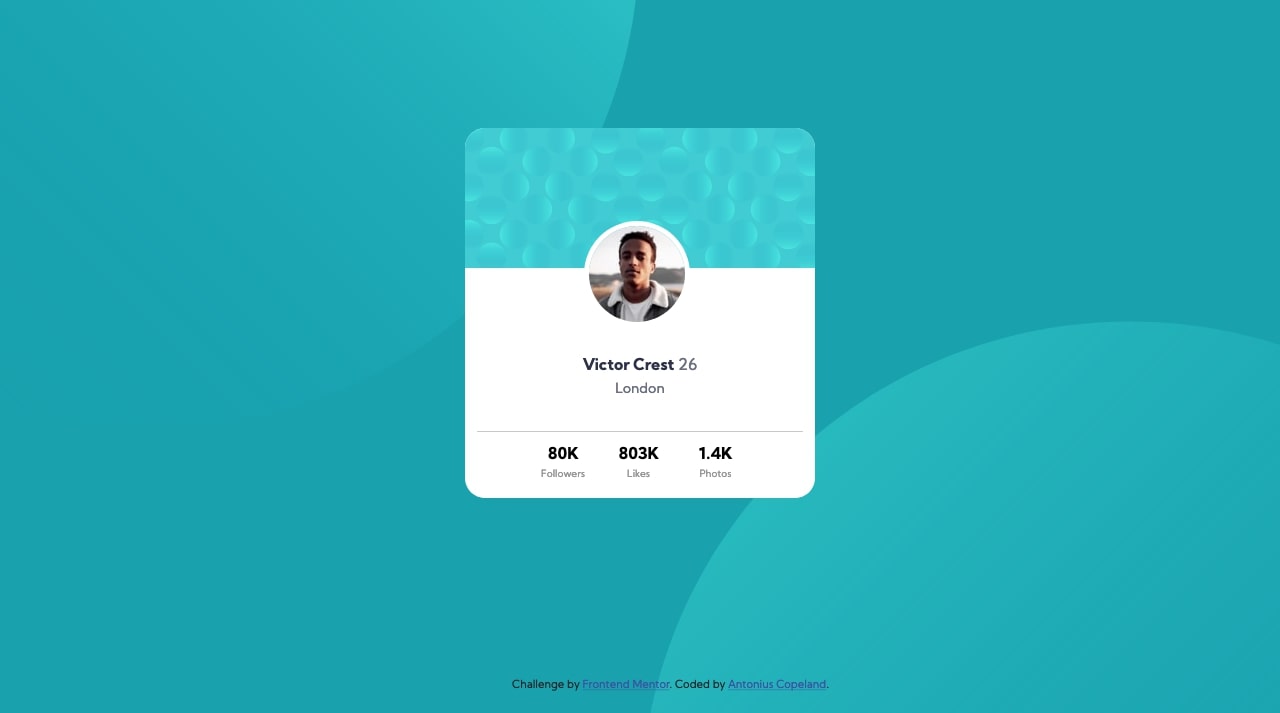 Victor Crest 26
London
80K 803K 1.4K
Followers Likes Photos
Challenge by Frontend Mentor. Coded by Antonius Copeland.